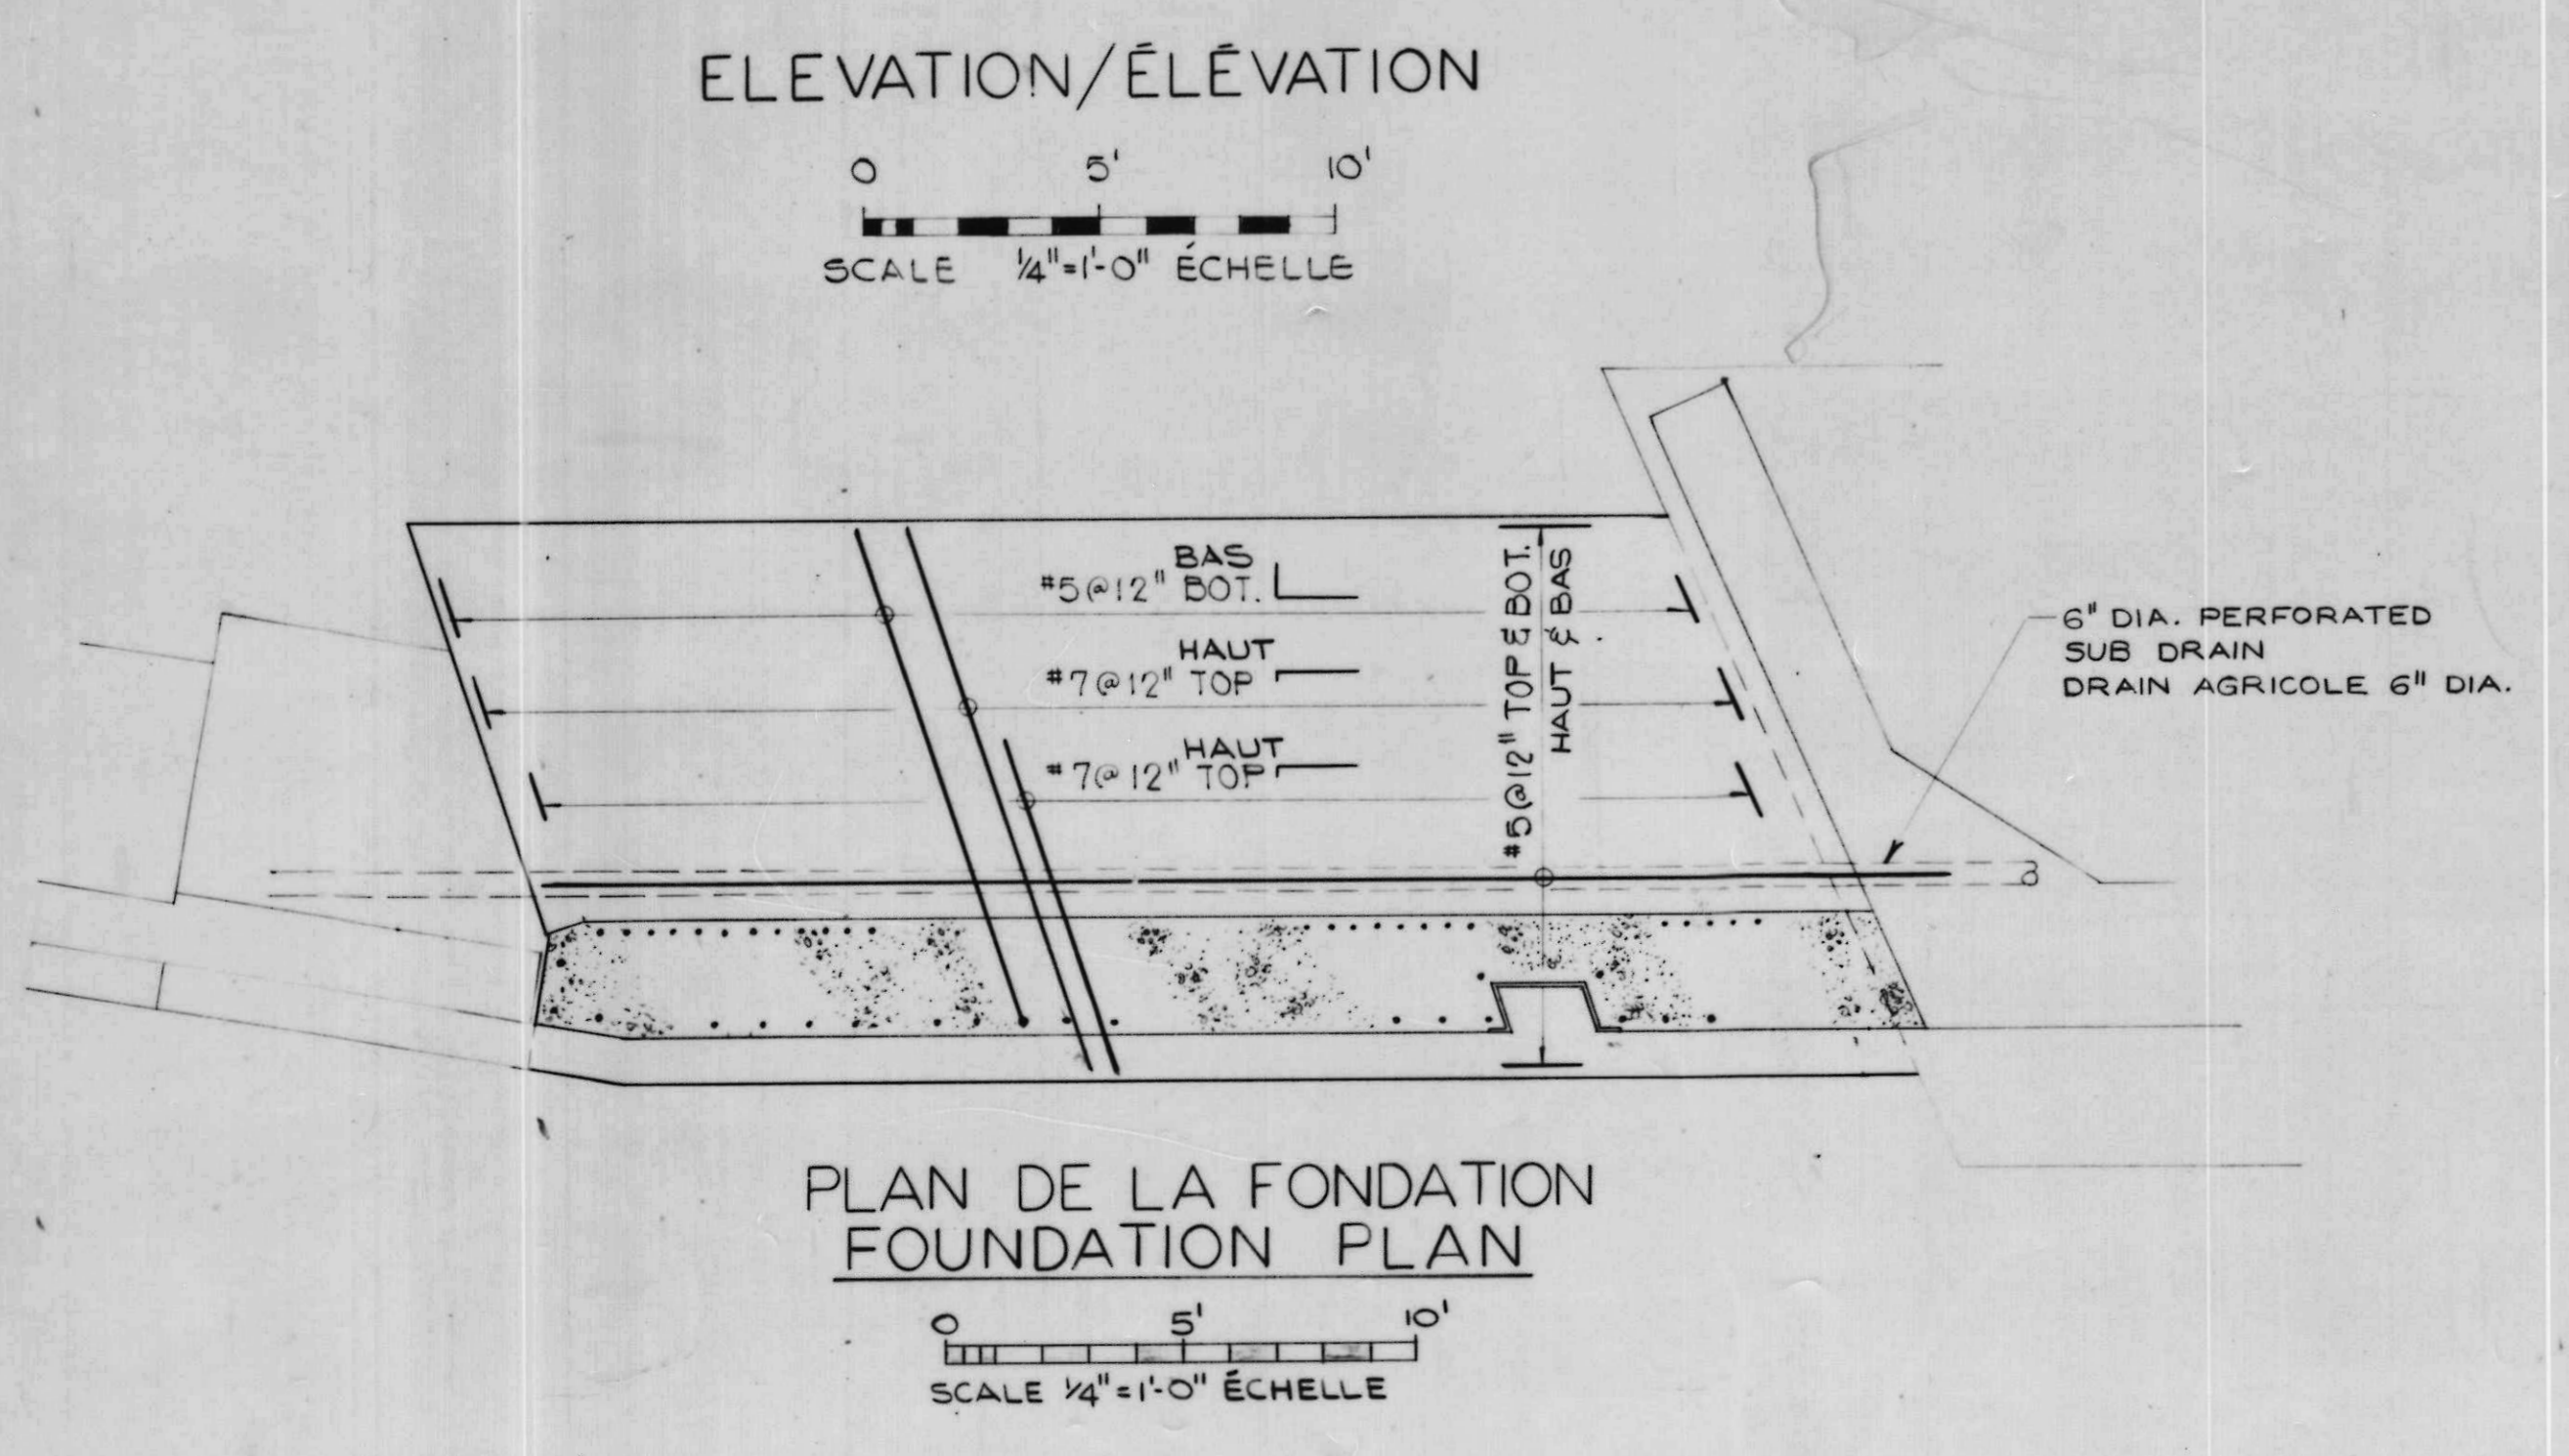 ELEVATION/ÉLÉVATION
0 5' 10'
SCALE 1/4"=1'-0" ÉCHELLE
BAS
#5@12" BOT.
HAUT
#7@12" TOP
HAUT
#7@12" TOP
#5@12" TOP & BOT.
HAUT & BAS
6" DIA. PERFORATED
SUB DRAIN
DRAIN AGRICOLE 6" DIA.
PLAN DE LA FONDATION
FOUNDATION PLAN
0 5' 10'
SCALE 1/4"=1'-0" ÉCHELLE